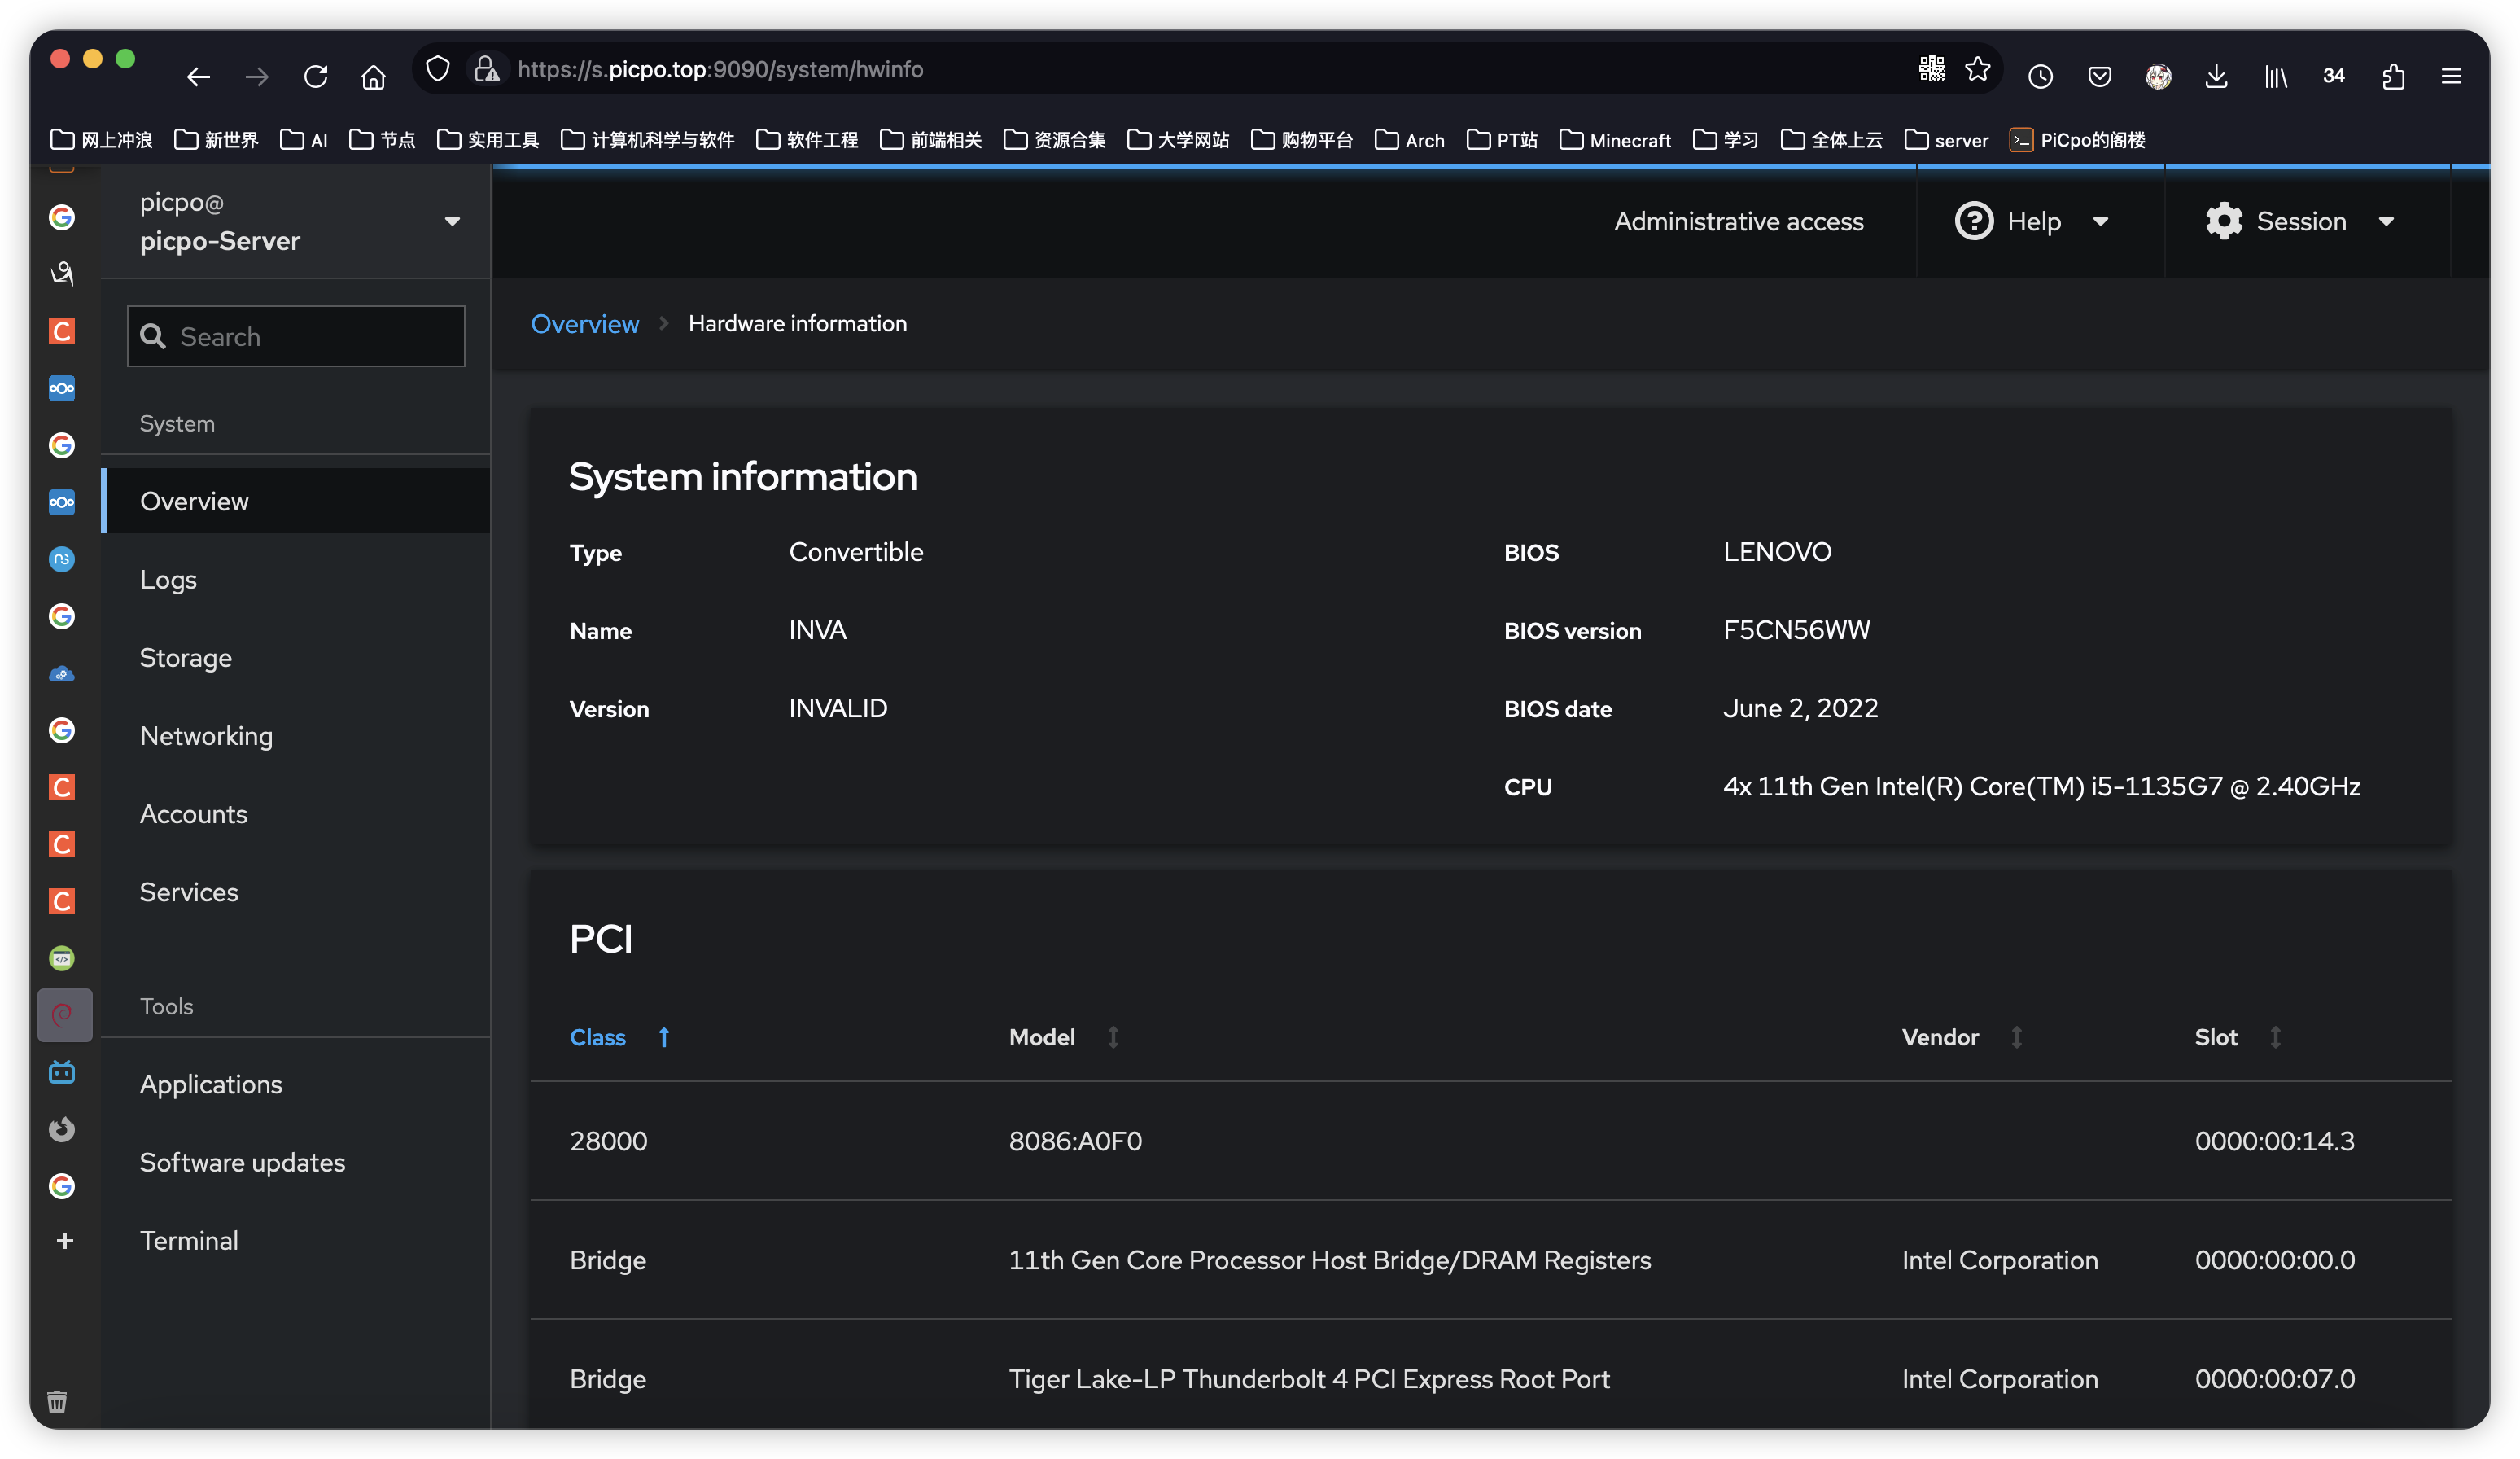 https://s.picpo.top:9090/system/hwinfo
34
网上冲浪 新世界 AI 节点 实用工具 计算机科学与软件 软件工程 前端相关 资源合集 大学网站 购物平台 Arch PT站 Minecraft 学习 全体上云 server PiCpo的阁楼
picpo@
picpo-Server
Administrative access
Help
Session
Search
Overview
Hardware information
System
Overview
Logs
Storage
Networking
Accounts
Services
Tools
Applications
Software updates
Terminal
System information
Type Convertible
BIOS LENOVO
Name INVA
BIOS version F5CN56WW
Version INVALID
BIOS date June 2, 2022
CPU 4x 11th Gen Intel(R) Core(TM) i5-1135G7 @ 2.40GHz
PCI
Class Model Vendor Slot
28000 8086:A0F0 0000:00:14.3
Bridge 11th Gen Core Processor Host Bridge/DRAM Registers Intel Corporation 0000:00:00.0
Bridge Tiger Lake-LP Thunderbolt 4 PCI Express Root Port Intel Corporation 0000:00:07.0